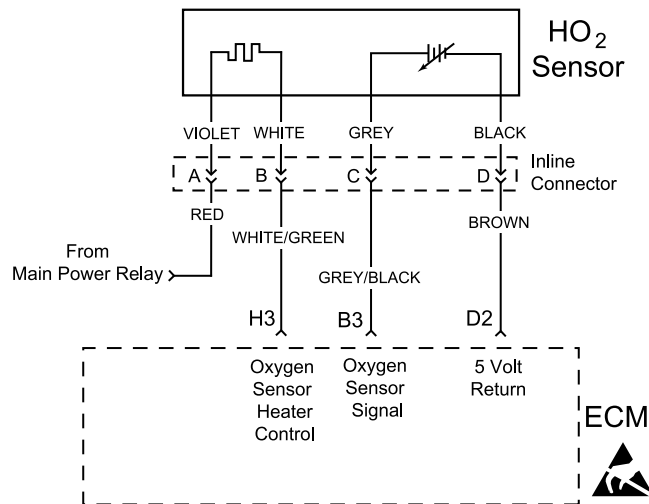 HO2
Sensor
VIOLET WHITE GREY BLACK
A B C D
Inline
Connector
RED
WHITE/GREEN
BROWN
From
Main Power Relay
GREY/BLACK
H3 B3 D2
Oxygen
Sensor
Heater
Control
Oxygen
Sensor
Signal
5 Volt
Return
ECM